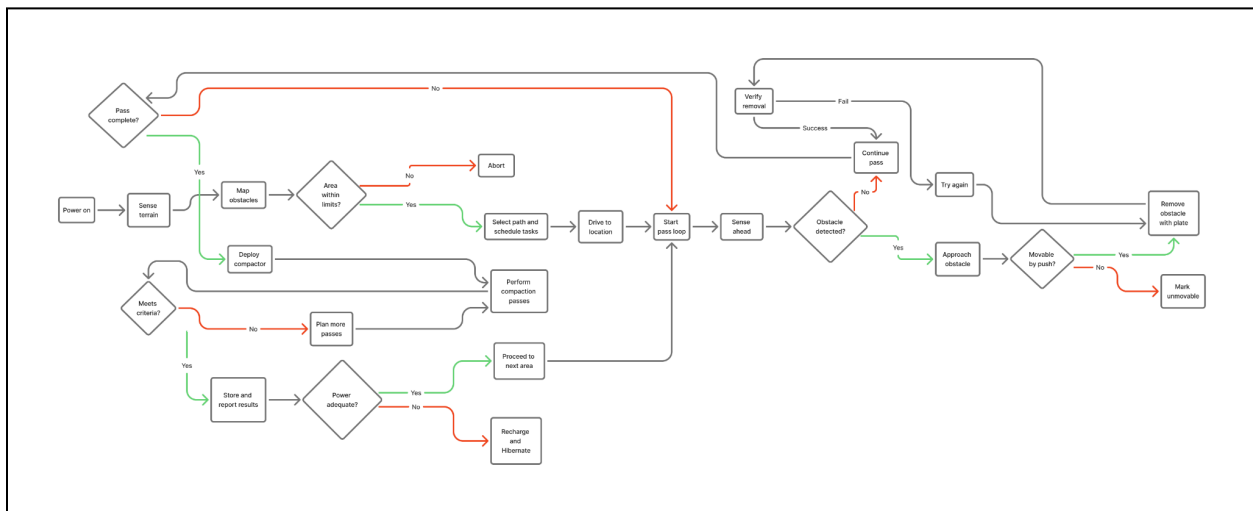 No
Verify
removal
Fail
Pass
complete?
Success
Continue
pass
Yes
No
Abort
Area
within
limits?
Map
obstacles
Try again
No
Power on
Sense
terrain
Yes
Select path and
schedule tasks
Drive to
location
Start
pass loop
Sense
ahead
Obstacle
detected?
Remove
obstacle
with plate
Yes
Approach
obstacle
Movable
by push?
Yes
No
Mark
unmovable
Deploy
compactor
Perform
compaction
passes
Meets
criteria?
No
Plan more
passes
Yes
Proceed to
next area
Store and
report results
Power
adequate?
Yes
No
Recharge
and
Hibernate